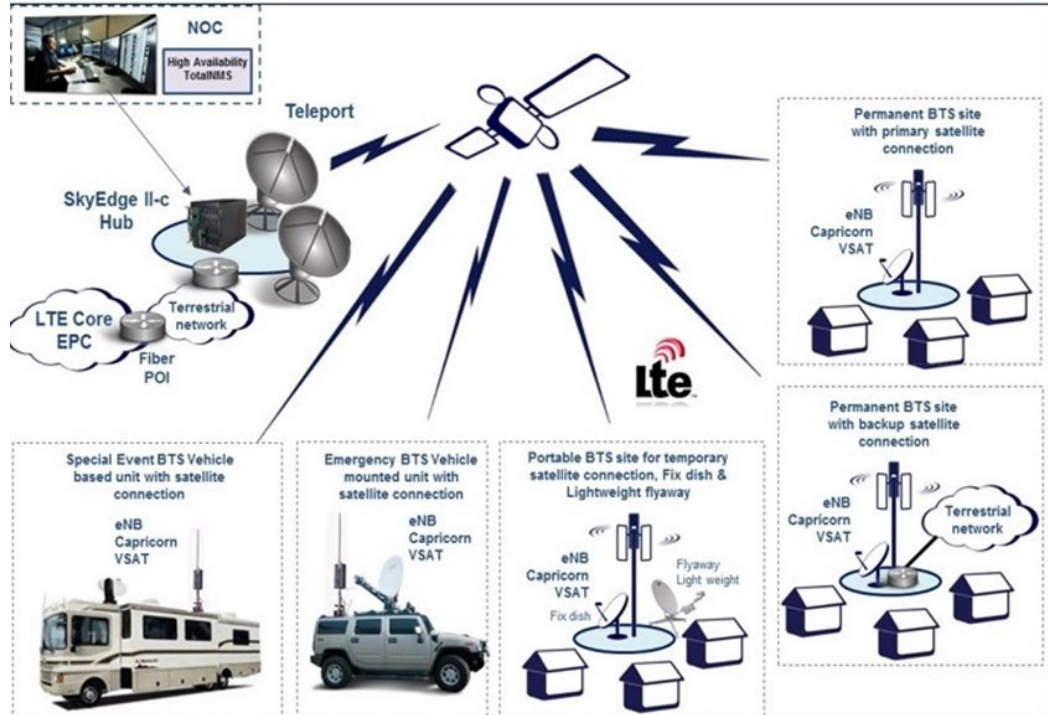 NOC
High Availability
TotalNMS
Teleport
SkyEdge II-c
Hub
LTE Core
EPC
Terrestrial
network
Fiber
POI
Lte
Permanent BTS site
with primary satellite
connection
eNB
Capricorn
VSAT
Permanent BTS site
with backup satellite
connection
eNB
Capricorn
VSAT
Terrestrial
network
Special Event BTS Vehicle
based unit with satellite
connection
eNB
Capricorn
VSAT
Emergency BTS Vehicle
mounted unit with
satellite connection
eNB
Capricorn
VSAT
Portable BTS site for temporary
satellite connection, Fix dish &
Lightweight flyaway
eNB
Capricorn
VSAT
Fix dish
Flyaway
Light weight